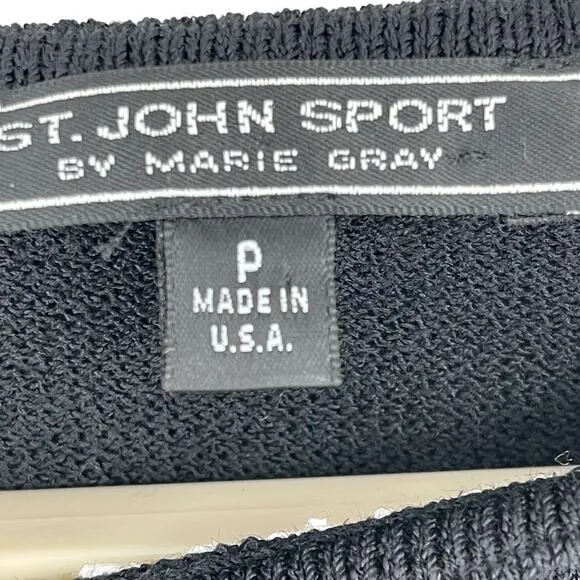 ST. JOHN SPORT
BY MARIE GRAY
P
MADE IN
U.S.A.